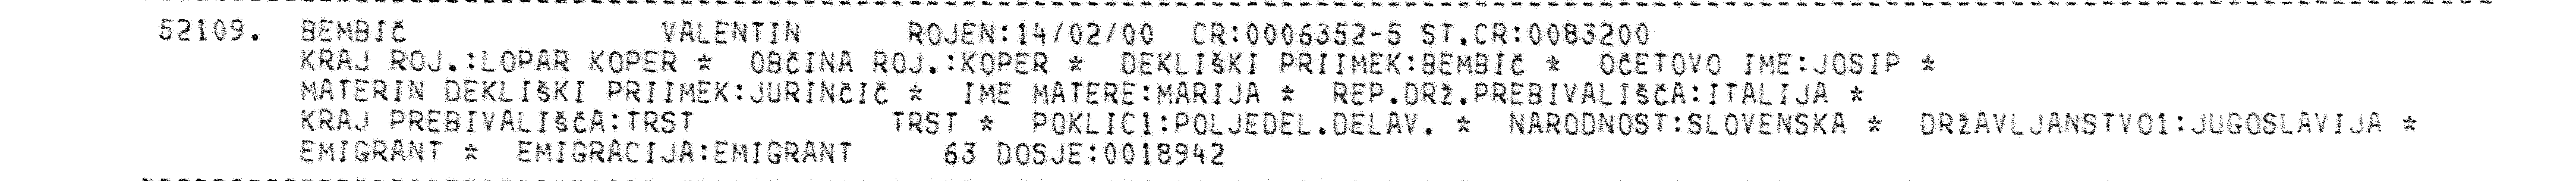 52109. BEMBIČ VALENTIN ROJEN:14/02/00 CR:0006352-5 ST.CR:0083200
KRAJ ROJ.:LOPAR KOPER * OBČINA ROJ.:KOPER * DEKLIŠKI PRIIMEK:BEMBIČ * OČETOVO IME:JOSIP *
MATERIN DEKLIŠKI PRIIMEK:JURINČIČ * IME MATERE:MARIJA * REP.DRŽ.PREBIVALIŠČA:ITALIJA *
KRAJ PREBIVALIŠČA:TRST TRST * POKLIC1:POLJEDEL.DELAV. * NARODNOST:SLOVENSKA * DRŽAVLJANSTVO1:JUGOSLAVIJA *
EMIGRANT * EMIGRACIJA:EMIGRANT 63 DOSJE:0018942